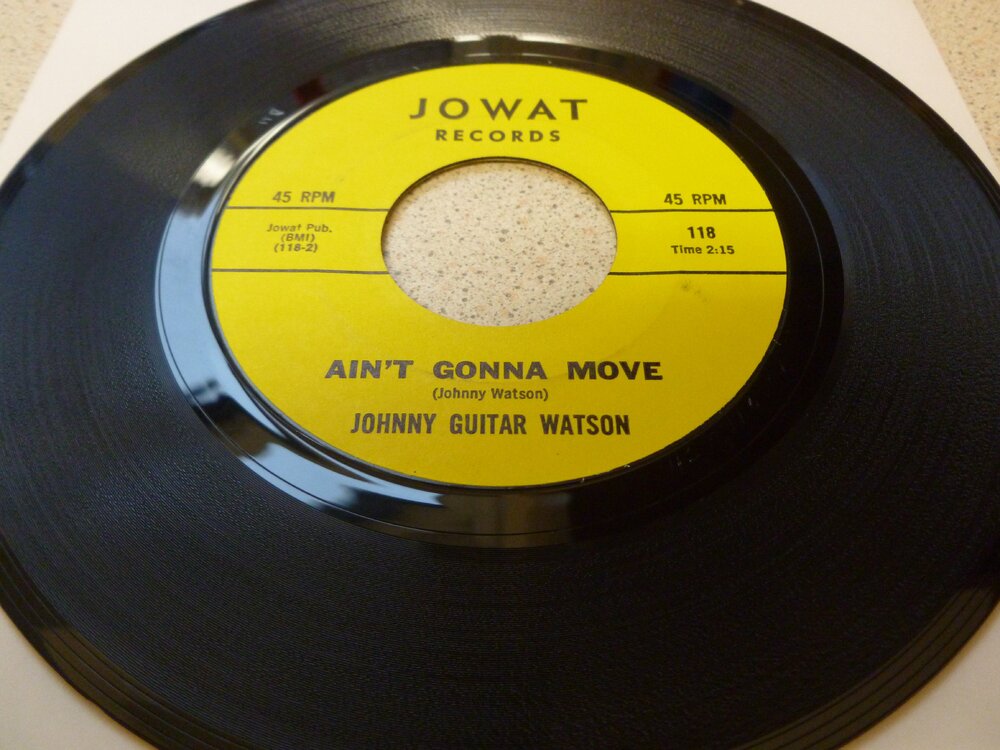 JOWAT
RECORDS
45 RPM
45 RPM
Jowat Pub.
(BMI)
(118-2)
118
Time 2:15
AIN'T GONNA MOVE
(Johnny Watson)
JOHNNY GUITAR WATSON